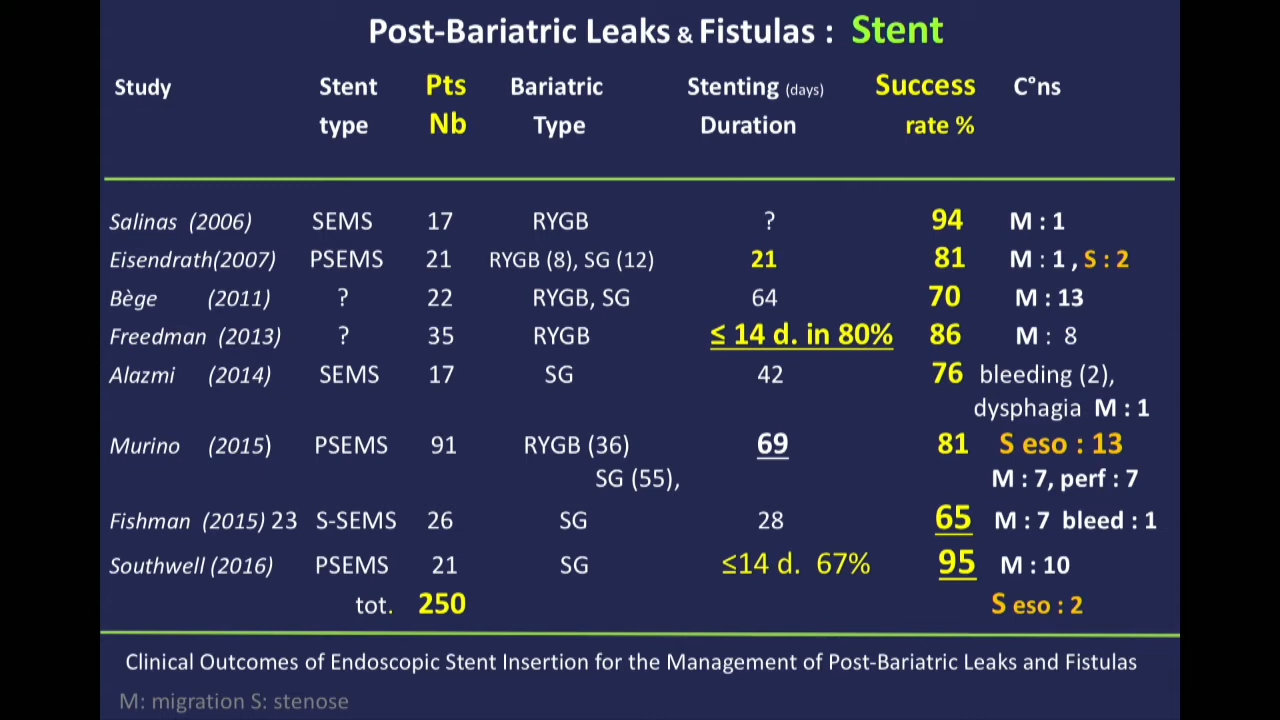 Post-Bariatric Leaks & Fistulas : Stent
Study Stent Pts Bariatric Stenting (days) Success C°ns
type Nb Type Duration rate %
Salinas (2006) SEMS 17 RYGB ? 94 M : 1
Eisendrath(2007) PSEMS 21 RYGB (8), SG (12) 21 81 M : 1 , S : 2
Bège (2011) ? 22 RYGB, SG 64 70 M : 13
Freedman (2013) ? 35 RYGB ≤ 14 d. in 80% 86 M : 8
Alazmi (2014) SEMS 17 SG 42 76 bleeding (2),
dysphagia M : 1
Murino (2015) PSEMS 91 RYGB (36) 69 81 S eso : 13
SG (55), M : 7, perf : 7
Fishman (2015) 23 S-SEMS 26 SG 28 65 M : 7 bleed : 1
Southwell (2016) PSEMS 21 SG ≤14 d. 67% 95 M : 10
tot. 250 S eso : 2
Clinical Outcomes of Endoscopic Stent Insertion for the Management of Post-Bariatric Leaks and Fistulas
M: migration S: stenose